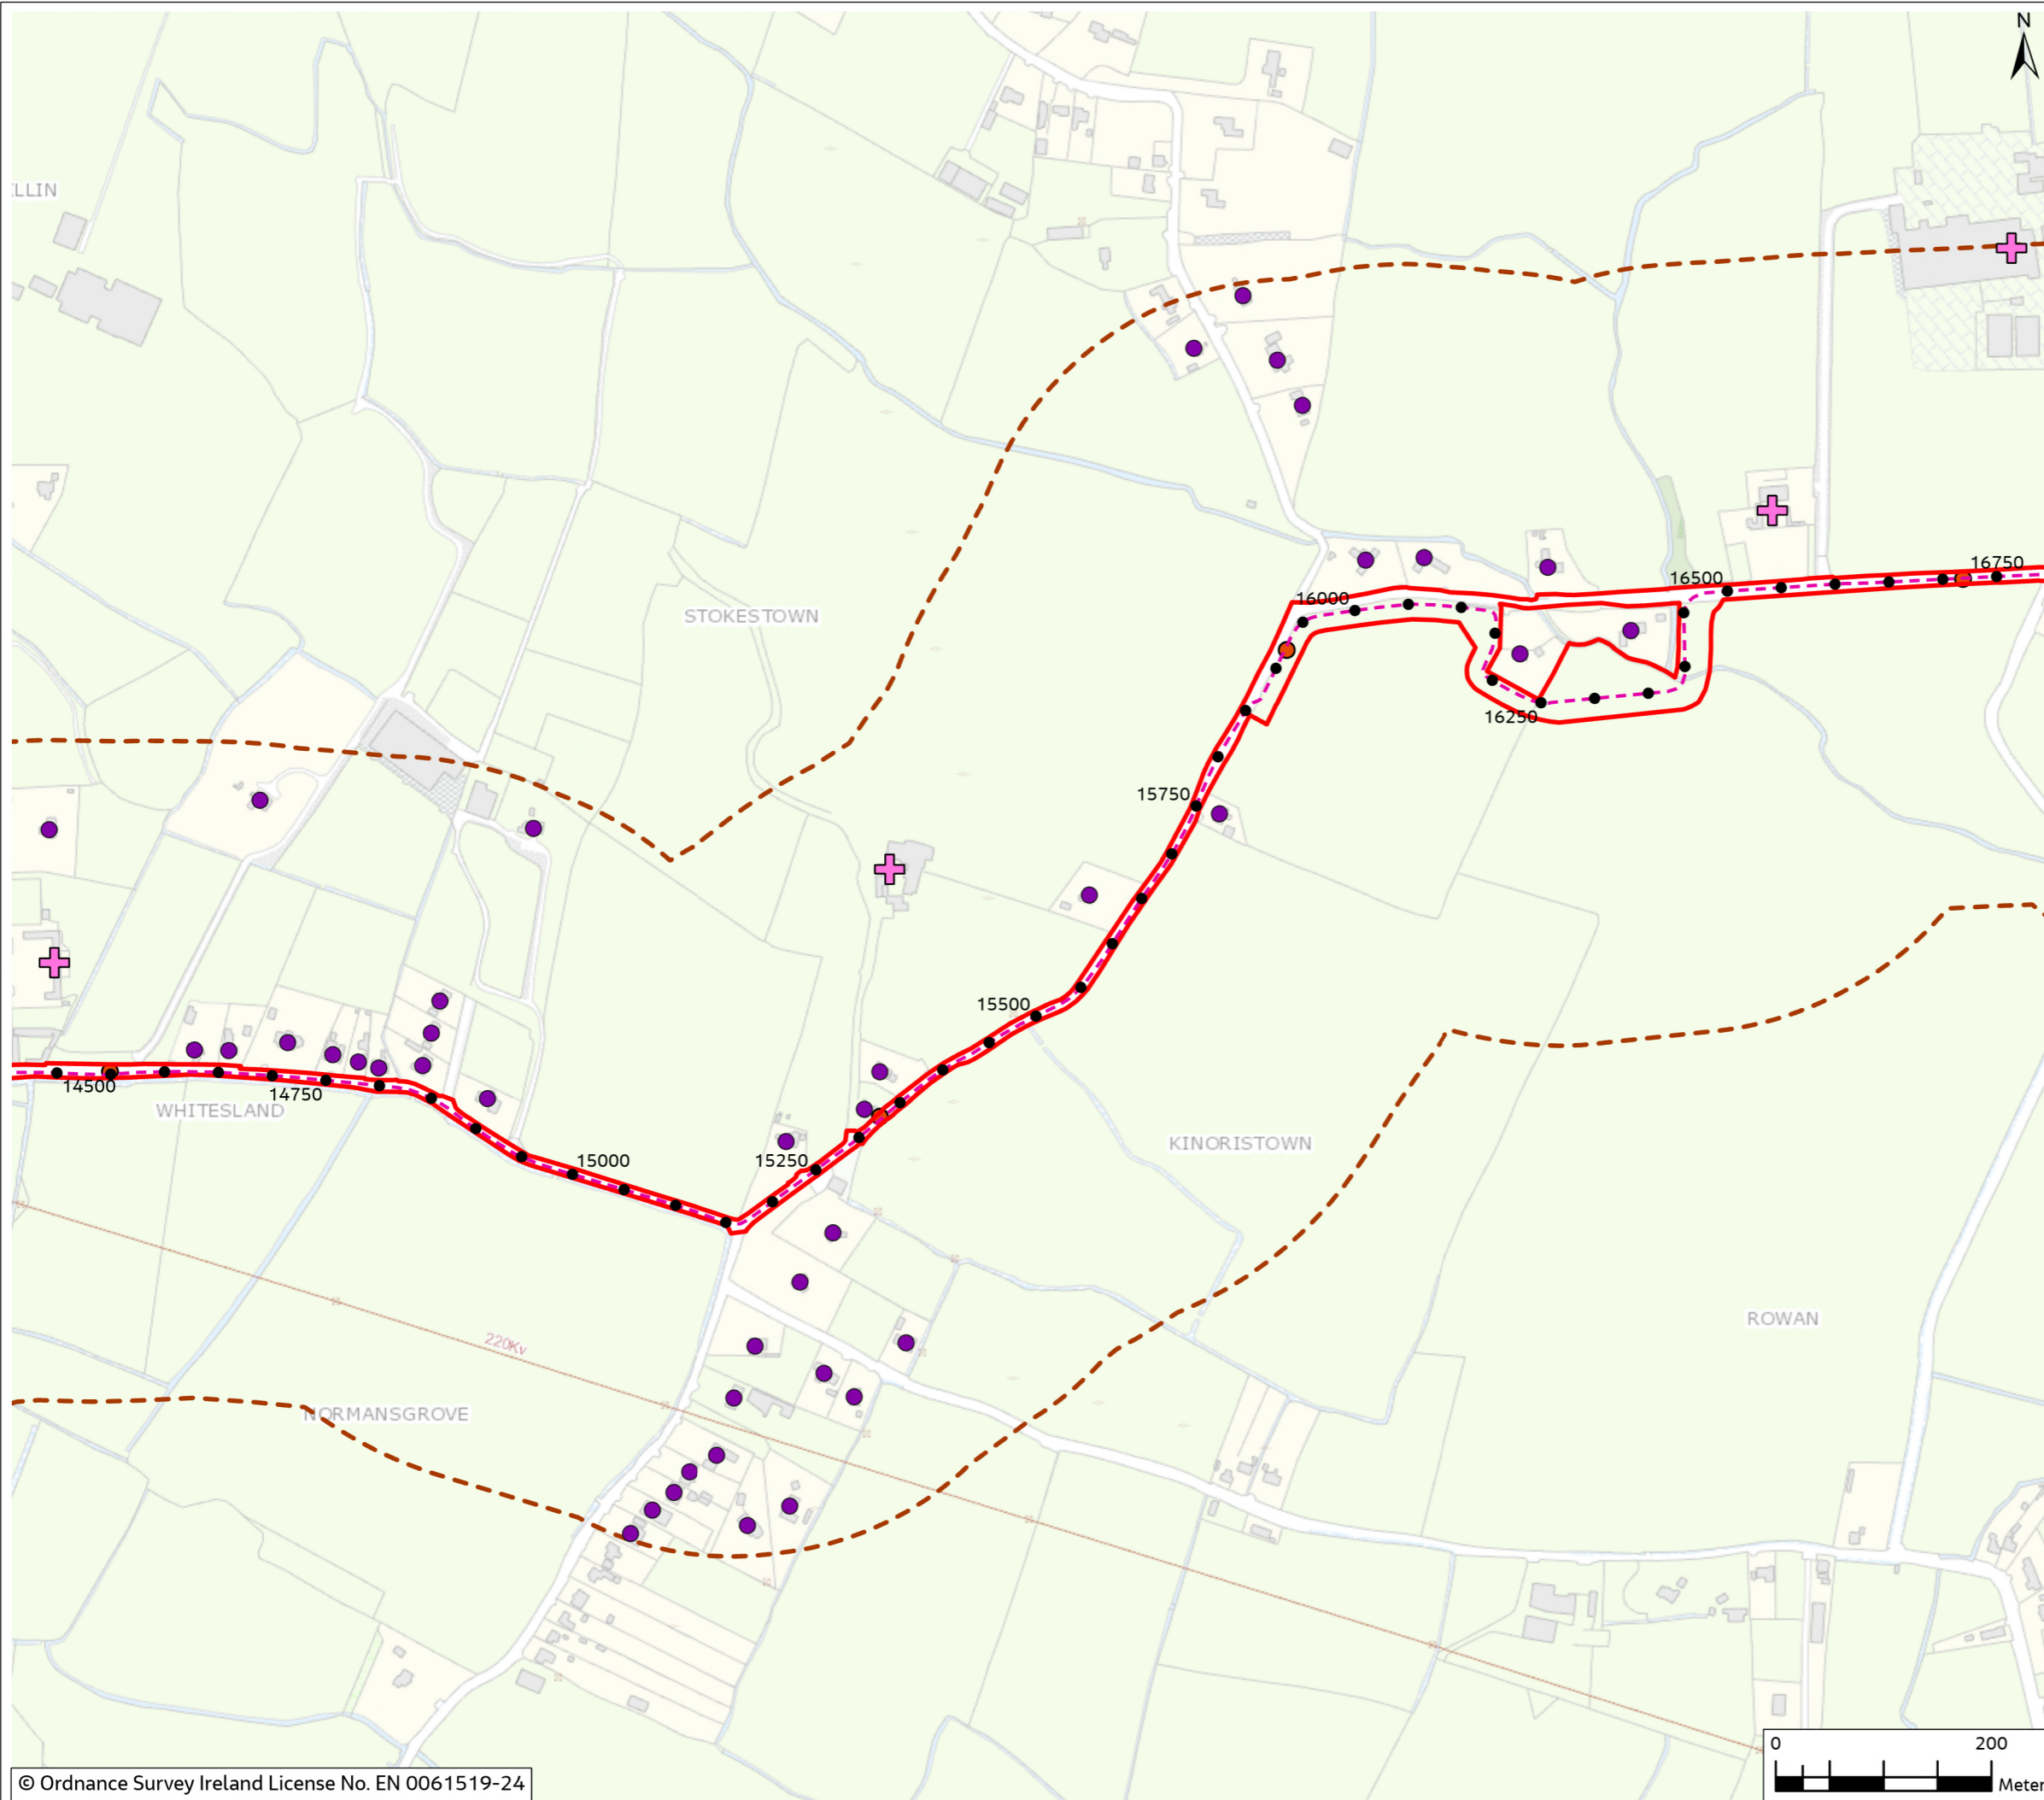 N
LLIN
STOKESTOWN
16000
16500
16750
16250
15750
15500
14500
14750
WHITESLAND
15000
15250
KINORISTOWN
ROWAN
220Kv
NORMANSGROVE
0 200
Meter
© Ordnance Survey Ireland License No. EN 0061519-24